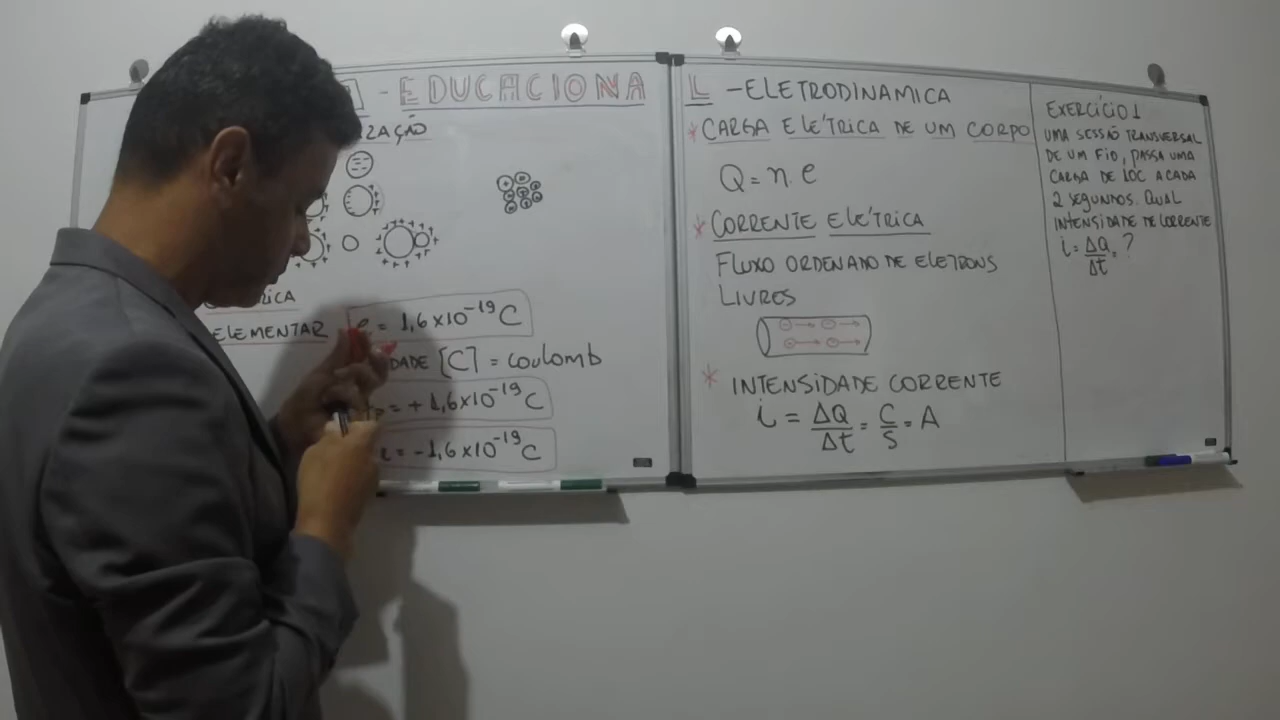 - EDUCACIONA
ZAÇÃO
ELEMENTAR e = 1,6x10⁻¹⁹C
DADE [C] = coulomb
p = +1,6x10⁻¹⁹C
e = -1,6x10⁻¹⁹C
L -ELETRODINAMICA
* CARGA ELÉTRICA DE UM CORPO
Q = n. e
* CORRENTE ELÉTRICA
FLUXO ORDENADO DE ELETRONS
LIVRES
* INTENSIDADE CORRENTE
i = ΔQ/Δt = C/S = A
EXERCÍCIO 1
UMA SESSÃO TRANSVERSAL
DE UM FIO, PASSA UMA
CARGA DE 10C A CADA
2 SEGUNDOS. QUAL
INTENSIDADE DE CORRENTE
i = ΔQ/Δt = ?